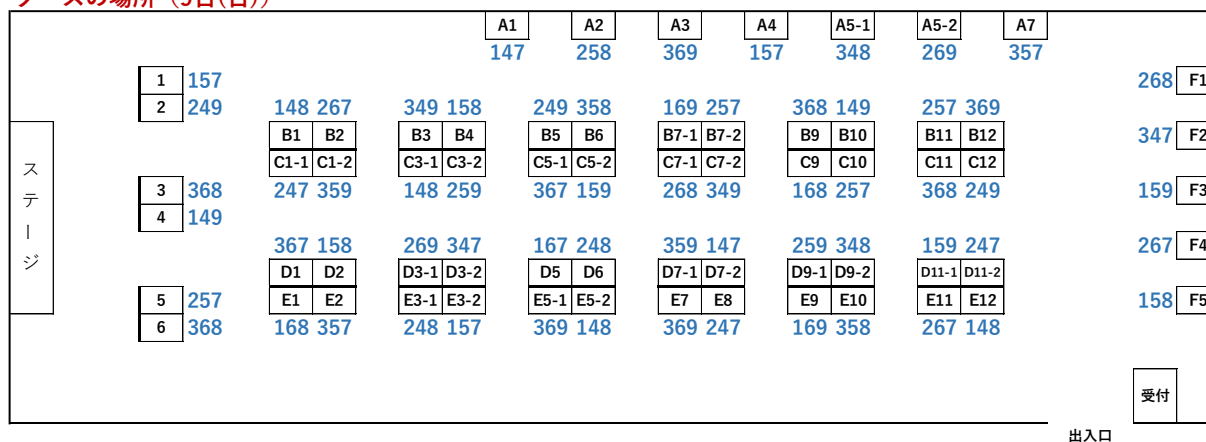 A1 A2 A3 A4 A5-1 A5-2 A7
147 258 369 157 348 269 357
1 157 268 F1
2 249 148 267 349 158 249 358 169 257 368 149 257 369
B1 B2 B3 B4 B5 B6 B7-1 B7-2 B9 B10 B11 B12 347 F2
C1-1 C1-2 C3-1 C3-2 C5-1 C5-2 C7-1 C7-2 C9 C10 C11 C12
3 368 247 359 148 259 367 159 268 349 168 257 368 249 159 F3
4 149
ステージ
367 158 269 347 167 248 359 147 259 348 159 247 267 F4
D1 D2 D3-1 D3-2 D5 D6 D7-1 D7-2 D9-1 D9-2 D11-1 D11-2
5 257 E1 E2 E3-1 E3-2 E5-1 E5-2 E7 E8 E9 E10 E11 E12 158 F5
6 368 168 357 248 157 369 148 369 247 169 358 267 148
受付
出入口